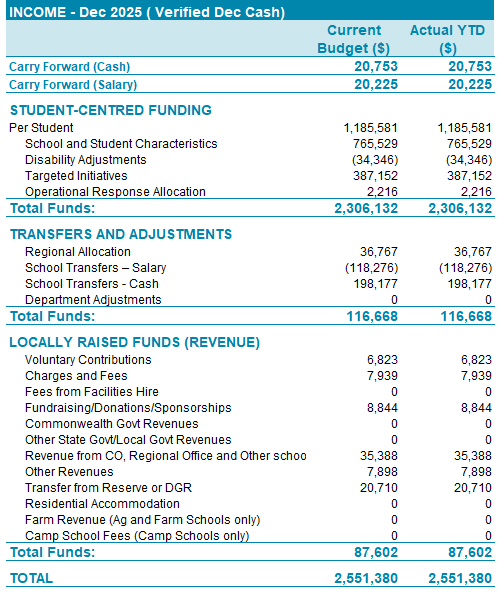 INCOME - Dec 2025 ( Verified Dec Cash)
Current Budget ($) Actual YTD ($)
Carry Forward (Cash) 20,753 20,753
Carry Forward (Salary) 20,225 20,225
STUDENT-CENTRED FUNDING
Per Student 1,185,581 1,185,581
School and Student Characteristics 765,529 765,529
Disability Adjustments (34,346) (34,346)
Targeted Initiatives 387,152 387,152
Operational Response Allocation 2,216 2,216
Total Funds: 2,306,132 2,306,132
TRANSFERS AND ADJUSTMENTS
Regional Allocation 36,767 36,767
School Transfers – Salary (118,276) (118,276)
School Transfers - Cash 198,177 198,177
Department Adjustments 0 0
Total Funds: 116,668 116,668
LOCALLY RAISED FUNDS (REVENUE)
Voluntary Contributions 6,823 6,823
Charges and Fees 7,939 7,939
Fees from Facilities Hire 0 0
Fundraising/Donations/Sponsorships 8,844 8,844
Commonwealth Govt Revenues 0 0
Other State Govt/Local Govt Revenues 0 0
Revenue from CO, Regional Office and Other schoo 35,388 35,388
Other Revenues 7,898 7,898
Transfer from Reserve or DGR 20,710 20,710
Residential Accommodation 0 0
Farm Revenue (Ag and Farm Schools only) 0 0
Camp School Fees (Camp Schools only) 0 0
Total Funds: 87,602 87,602
TOTAL 2,551,380 2,551,380